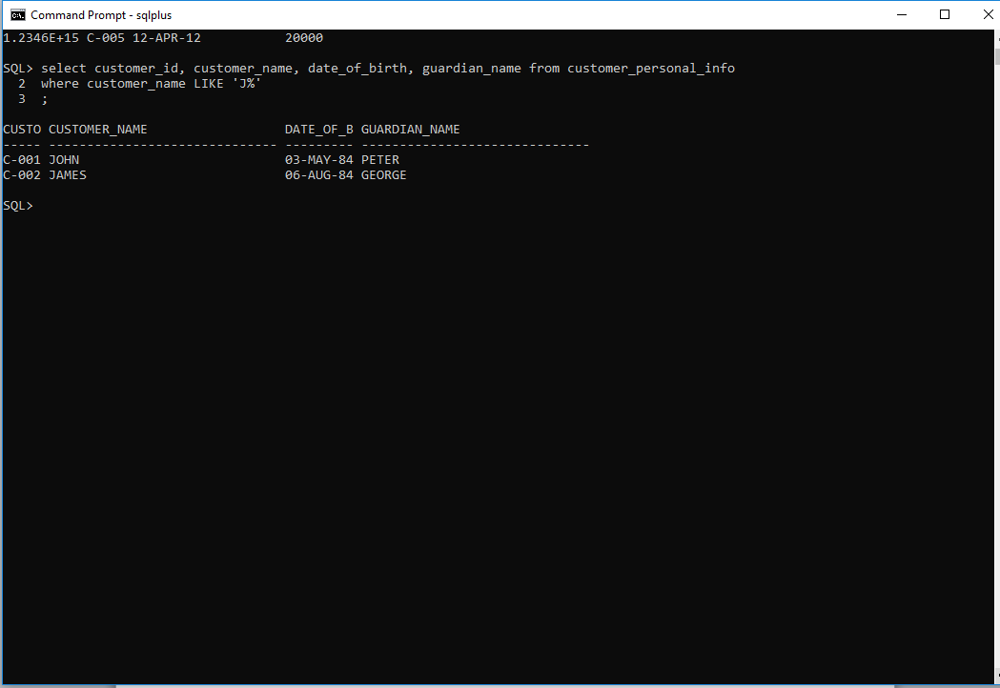 Command Prompt - sqlplus
1.2346E+15 C-005 12-APR-12           20000
SQL> select customer_id, customer_name, date_of_birth, guardian_name from customer_personal_info
  2  where customer_name LIKE 'J%'
  3  ;
CUSTO CUSTOMER_NAME                  DATE_OF_B GUARDIAN_NAME
----- ------------------------------ --------- ------------------------------
C-001 JOHN                           03-MAY-84 PETER
C-002 JAMES                          06-AUG-84 GEORGE
SQL>